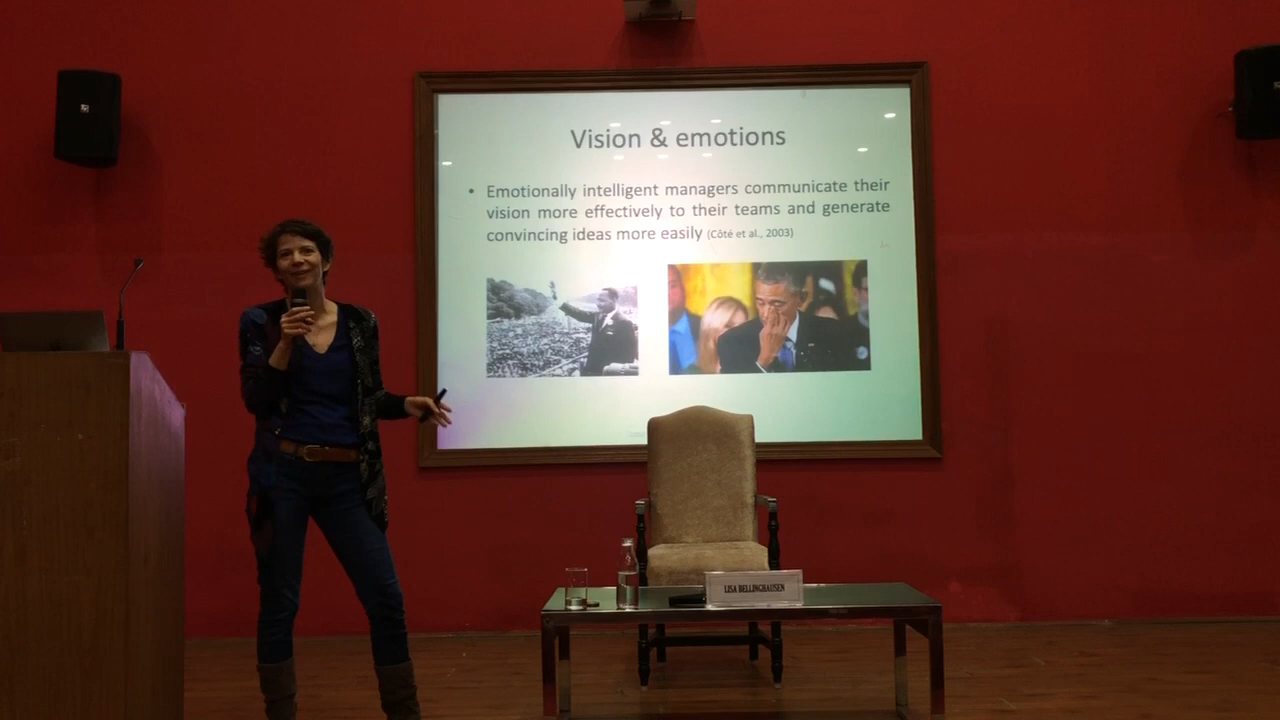 Vision & emotions
• Emotionally intelligent managers communicate their
vision more effectively to their teams and generate
convincing ideas more easily (Côté et al., 2003)
LISA BELLINGHAUSEN